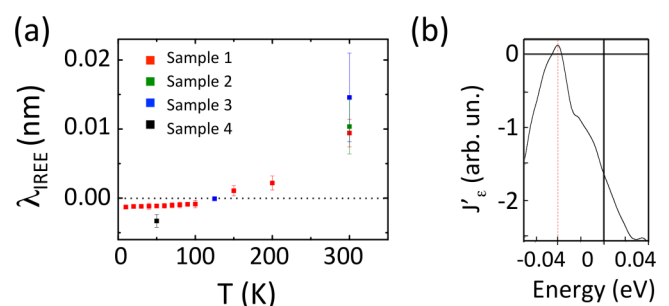 (a)
0.02
0.01
0.00
λIREE (nm)
Sample 1
Sample 2
Sample 3
Sample 4
0
100
200
300
T (K)
(b)
0
-1
-2
J'ε (arb. un.)
-0.04
0
0.04
Energy (eV)